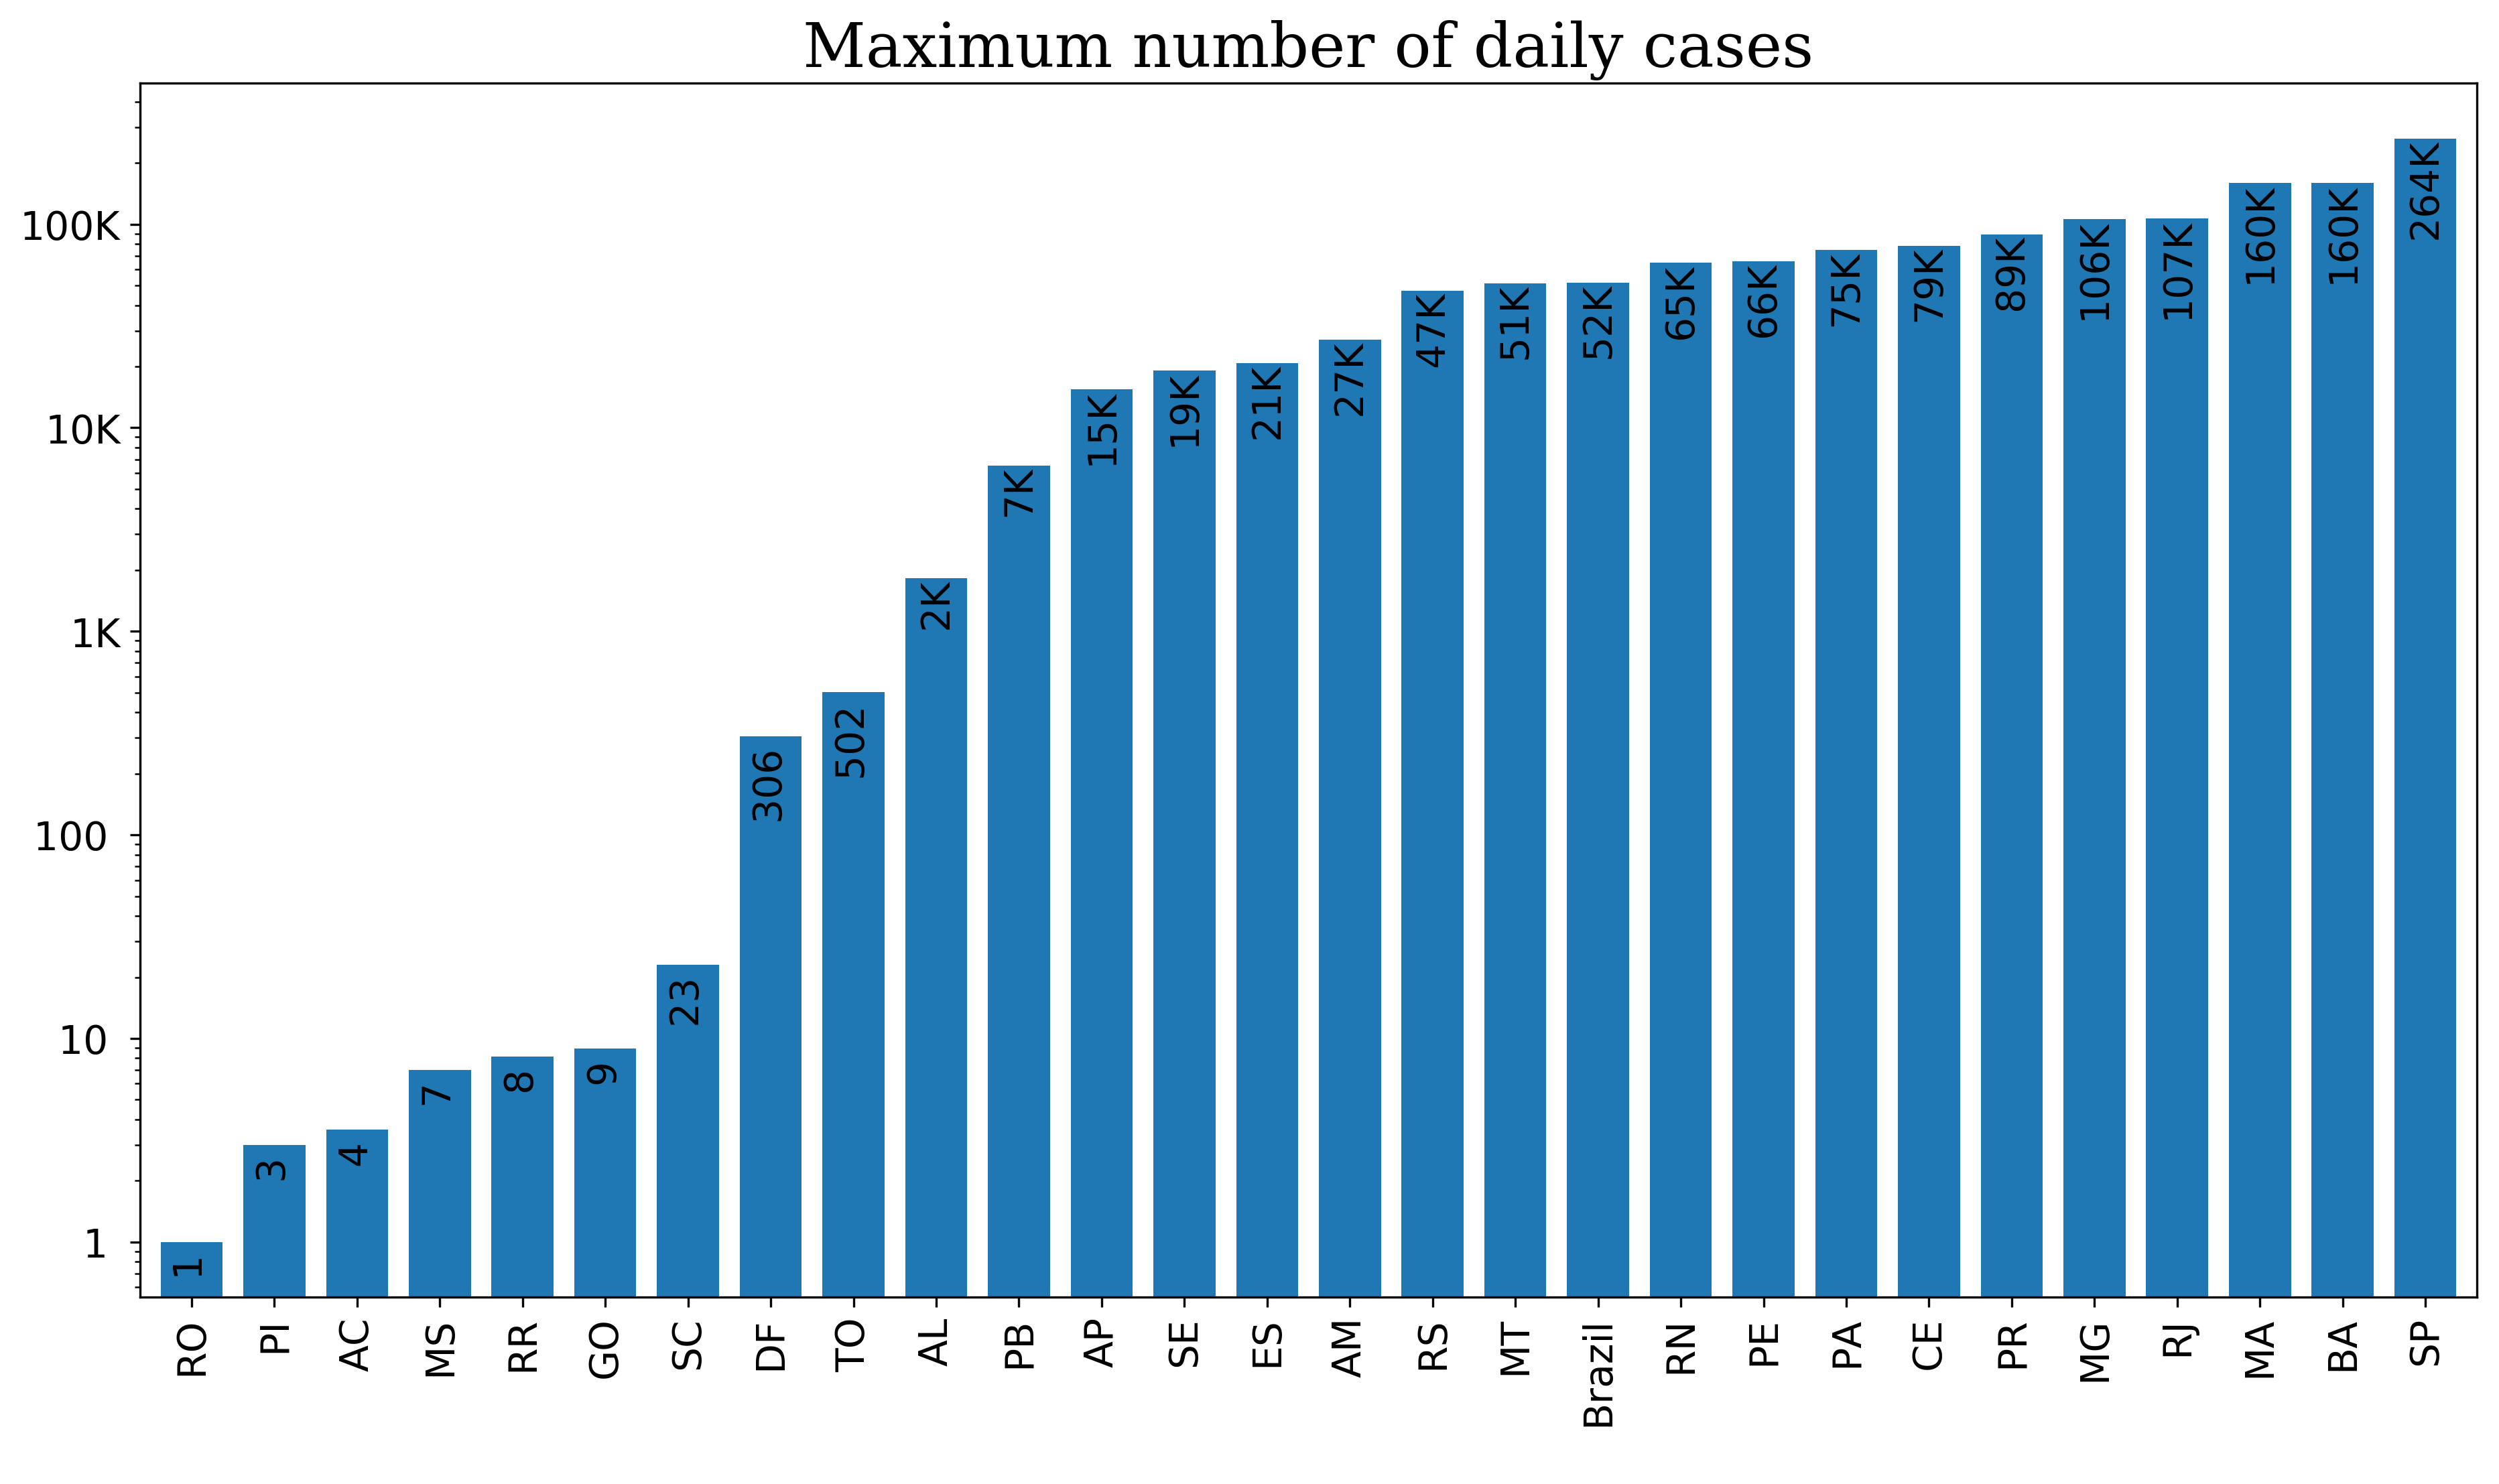 Maximum number of daily cases
100K
10K
1K
100
10
1
1
3
4
7
8
9
23
306
502
2K
7K
15K
19K
21K
27K
47K
51K
52K
65K
66K
75K
79K
89K
106K
107K
160K
160K
264K
RO
PI
AC
MS
RR
GO
SC
DF
TO
AL
PB
AP
SE
ES
AM
RS
MT
Brazil
RN
PE
PA
CE
PR
MG
RJ
MA
BA
SP